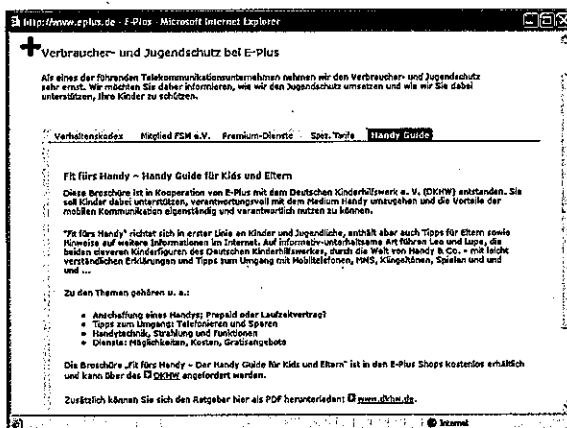 http://www.eplus.de - E-Plus - Microsoft Internet Explorer
Verbraucher- und Jugendschutz bei E-Plus
Als eines der führenden Telekommunikationsunternehmen nehmen wir den Verbraucher- und Jugendschutz
sehr ernst. Wir möchten Sie daher informieren, wie wir den Jugendschutz umsetzen und wie wir Sie dabei
unterstützen, Ihre Kinder zu schützen.
Verhaltenskodex Mitglied FSM e.V. Premium-Dienste Spez. Tarife Handy Guide
Fit fürs Handy - Handy Guide für Kids und Eltern
Diese Broschüre ist in Kooperation von E-Plus mit dem Deutschen Kinderhilfswerk e. V. (DKHW) entstanden. Sie
soll Kinder dabei unterstützen, verantwortungsvoll mit dem Medium Handy umzugehen und die Vorteile der
mobilen Kommunikation eigenständig und verantwortlich nutzen zu können.
"Fit fürs Handy" richtet sich in erster Linie an Kinder und Jugendliche, enthält aber auch Tipps für Eltern sowie
Hinweise auf weitere Informationen im Internet. Auf informativ-unterhaltsame Art führen Leo und Lupe, die
beiden cleveren Kinderfiguren des Deutschen Kinderhilfswerkes, durch die Welt von Handy & Co. - mit leicht
verständlichen Erklärungen und Tipps zum Umgang mit Mobiltelefonen, MMS, Klingeltönen, Spielen und und
und ...
Zu den Themen gehören u. a.:
• Anschaffung eines Handys; Prepaid oder Laufzeitvertrag?
• Tipps zum Umgang: Telefonieren und Sparen
• Handytechnik, Strahlung und Funktionen
• Dienste: Möglichkeiten, Kosten, Gratisangebote
Die Broschüre „Fit fürs Handy - Der Handy Guide für Kids und Eltern" ist in den E-Plus Shops kostenlos erhältlich
und kann über das DKHW angefordert werden.
Zusätzlich können Sie sich den Ratgeber hier als PDF herunterladen: www.dkhw.de.
Internet